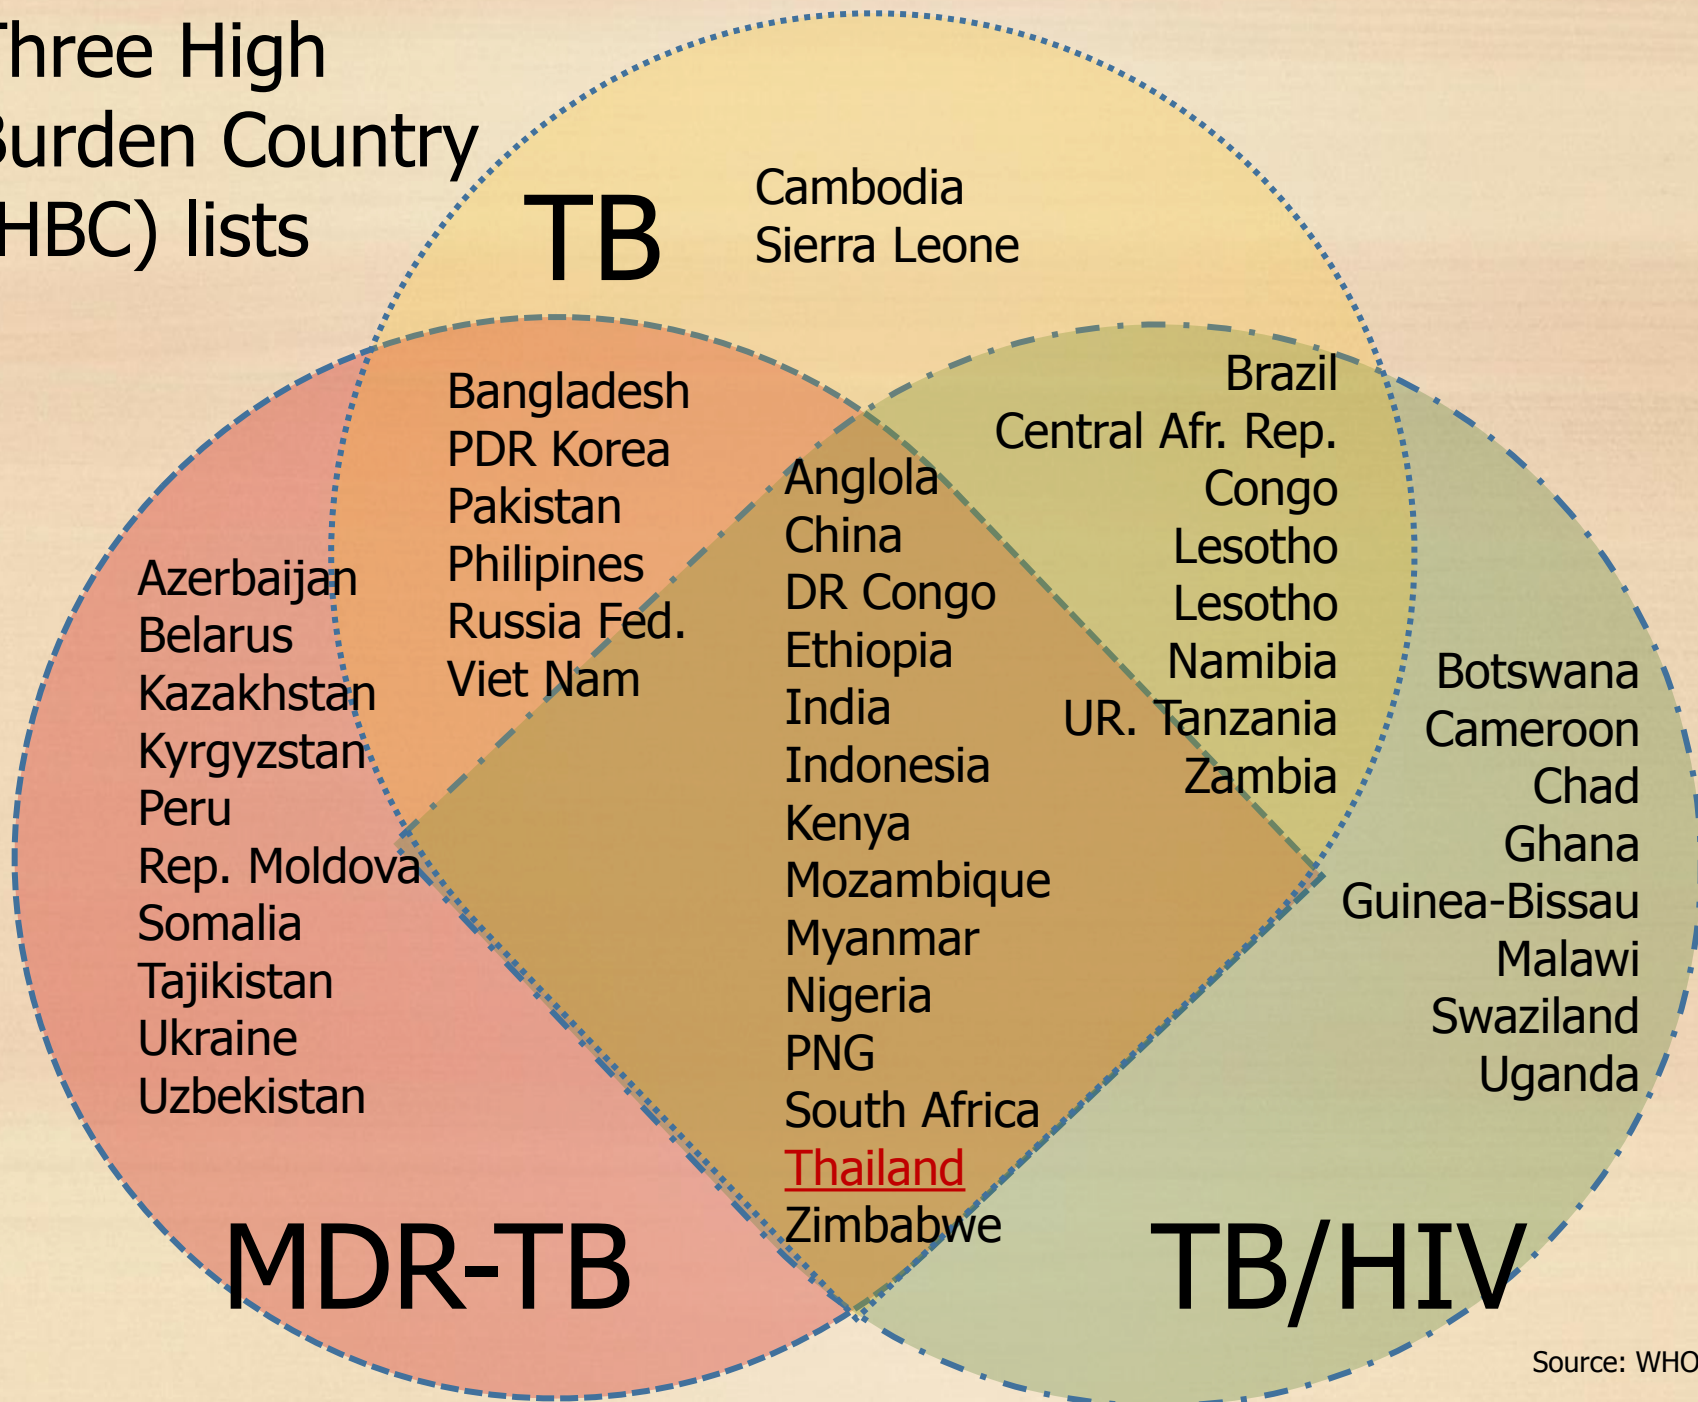 Three High
Burden Country
(HBC) lists
TB
Cambodia
Sierra Leone
Bangladesh
PDR Korea
Pakistan
Philipines
Russia Fed.
Viet Nam
Brazil
Central Afr. Rep.
Congo
Lesotho
Lesotho
Namibia
UR. Tanzania
Zambia
Anglola
China
DR Congo
Ethiopia
India
Indonesia
Kenya
Mozambique
Myanmar
Nigeria
PNG
South Africa
Thailand
Zimbabwe
Azerbaijan
Belarus
Kazakhstan
Kyrgyzstan
Peru
Rep. Moldova
Somalia
Tajikistan
Ukraine
Uzbekistan
Botswana
Cameroon
Chad
Ghana
Guinea-Bissau
Malawi
Swaziland
Uganda
MDR-TB
TB/HIV
Source: WHO